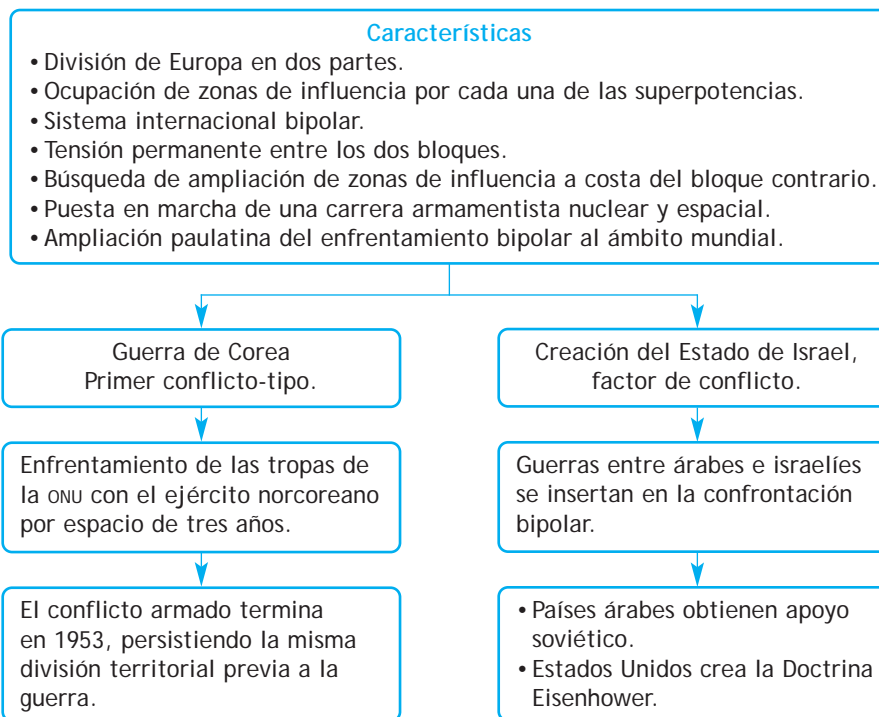 Características
• División de Europa en dos partes.
• Ocupación de zonas de influencia por cada una de las superpotencias.
• Sistema internacional bipolar.
• Tensión permanente entre los dos bloques.
• Búsqueda de ampliación de zonas de influencia a costa del bloque contrario.
• Puesta en marcha de una carrera armamentista nuclear y espacial.
• Ampliación paulatina del enfrentamiento bipolar al ámbito mundial.
Guerra de Corea
Primer conflicto-tipo.
Enfrentamiento de las tropas de
la ONU con el ejército norcoreano
por espacio de tres años.
El conflicto armado termina
en 1953, persistiendo la misma
división territorial previa a la
guerra.
Creación del Estado de Israel,
factor de conflicto.
Guerras entre árabes e israelíes
se insertan en la confrontación
bipolar.
• Países árabes obtienen apoyo
soviético.
• Estados Unidos crea la Doctrina
Eisenhower.